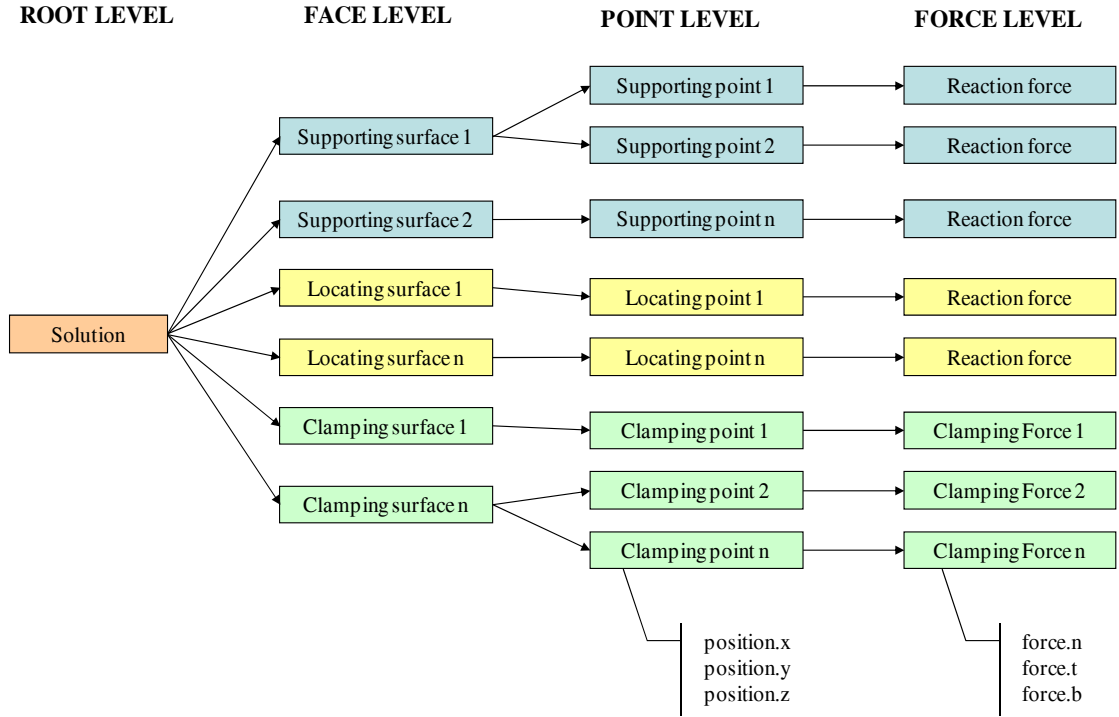 ROOT LEVEL
FACE LEVEL
POINT LEVEL
FORCE LEVEL
Supporting point 1
Reaction force
Supporting surface 1
Supporting point 2
Reaction force
Supporting surface 2
Supporting point n
Reaction force
Locating surface 1
Locating point 1
Reaction force
Solution
Locating surface n
Locating point n
Reaction force
Clamping surface 1
Clamping point 1
Clamping Force 1
Clamping point 2
Clamping Force 2
Clamping surface n
Clamping point n
Clamping Force n
position.x
position.y
position.z
force.n
force.t
force.b